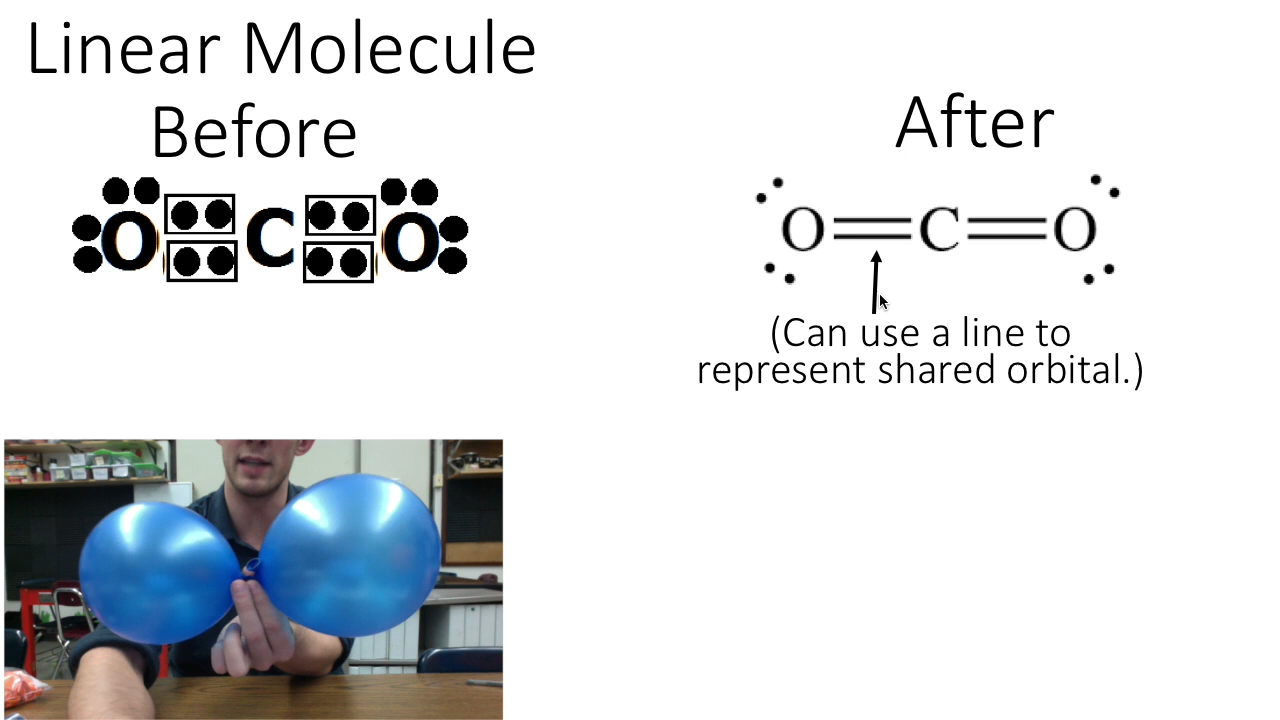 Linear Molecule
Before
O C O
After
O C O
(Can use a line to
represent shared orbital.)